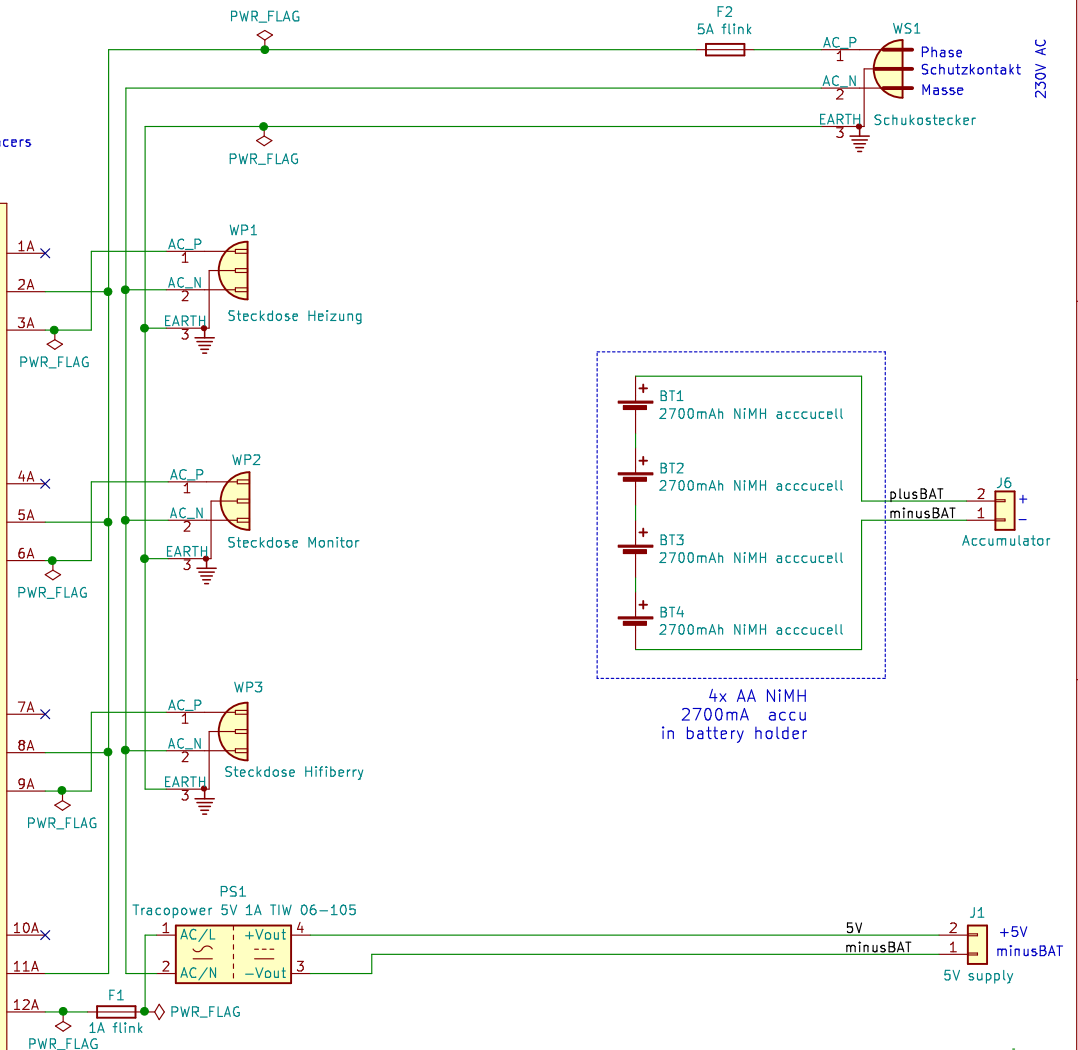 PWR_FLAG
F2
5A flink
WS1
AC_P
1
Phase
Schutzkontakt
AC_N
2
Masse
230V AC
EARTH
3
Schukostecker
PWR_FLAG
WP1
1A
AC_P
1
2A
AC_N
2
3A
EARTH
3
Steckdose Heizung
PWR_FLAG
+
BT1
2700mAh NiMH acccucell
WP2
4A
AC_P
1
+
BT2
2700mAh NiMH acccucell
J6
plusBAT
2
+
5A
AC_N
2
minusBAT
1
−
Steckdose Monitor
+
BT3
2700mAh NiMH acccucell
Accumulator
6A
EARTH
3
PWR_FLAG
+
BT4
2700mAh NiMH acccucell
WP3
4x AA NiMH
2700mA accu
in battery holder
7A
AC_P
1
8A
AC_N
2
Steckdose Hifiberry
9A
EARTH
3
PWR_FLAG
PS1
Tracopower 5V 1A TIW 06-105
J1
10A
1
AC/L
+Vout
4
5V
2
+5V
minusBAT
1
minusBAT
11A
2
AC/N
−Vout
3
5V supply
12A
F1
1A flink
PWR_FLAG
PWR_FLAG